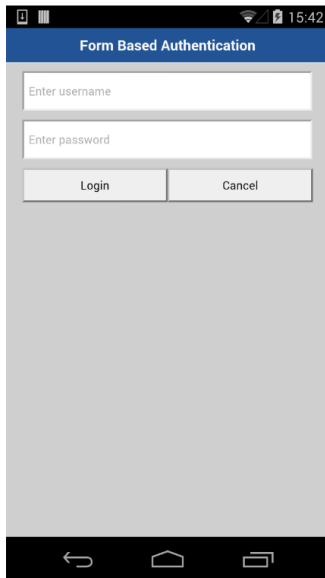 15:42
Form Based Authentication
Enter username
Enter password
Login Cancel